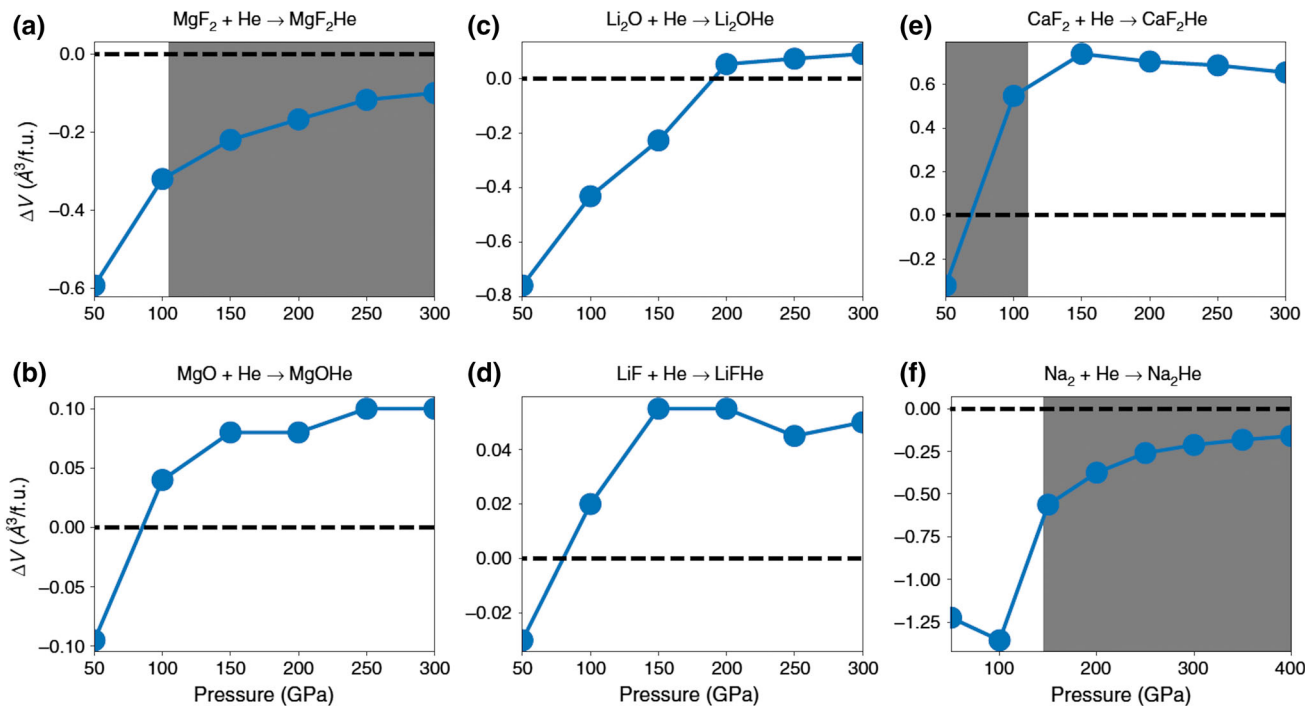 (a) MgF₂ + He → MgF₂He
0.0
−0.2
−0.4
−0.6
ΔV (Å³/f.u.)
50 100 150 200 250 300
(c) Li₂O + He → Li₂OHe
0.0
−0.2
−0.4
−0.6
−0.8
50 100 150 200 250 300
(e) CaF₂ + He → CaF₂He
0.6
0.4
0.2
0.0
−0.2
50 100 150 200 250 300
(b) MgO + He → MgOHe
0.10
0.05
0.00
−0.05
−0.10
ΔV (Å³/f.u.)
50 100 150 200 250 300
Pressure (GPa)
(d) LiF + He → LiFHe
0.04
0.02
0.00
−0.02
50 100 150 200 250 300
Pressure (GPa)
(f) Na₂ + He → Na₂He
0.00
−0.25
−0.50
−0.75
−1.00
−1.25
100 200 300 400
Pressure (GPa)